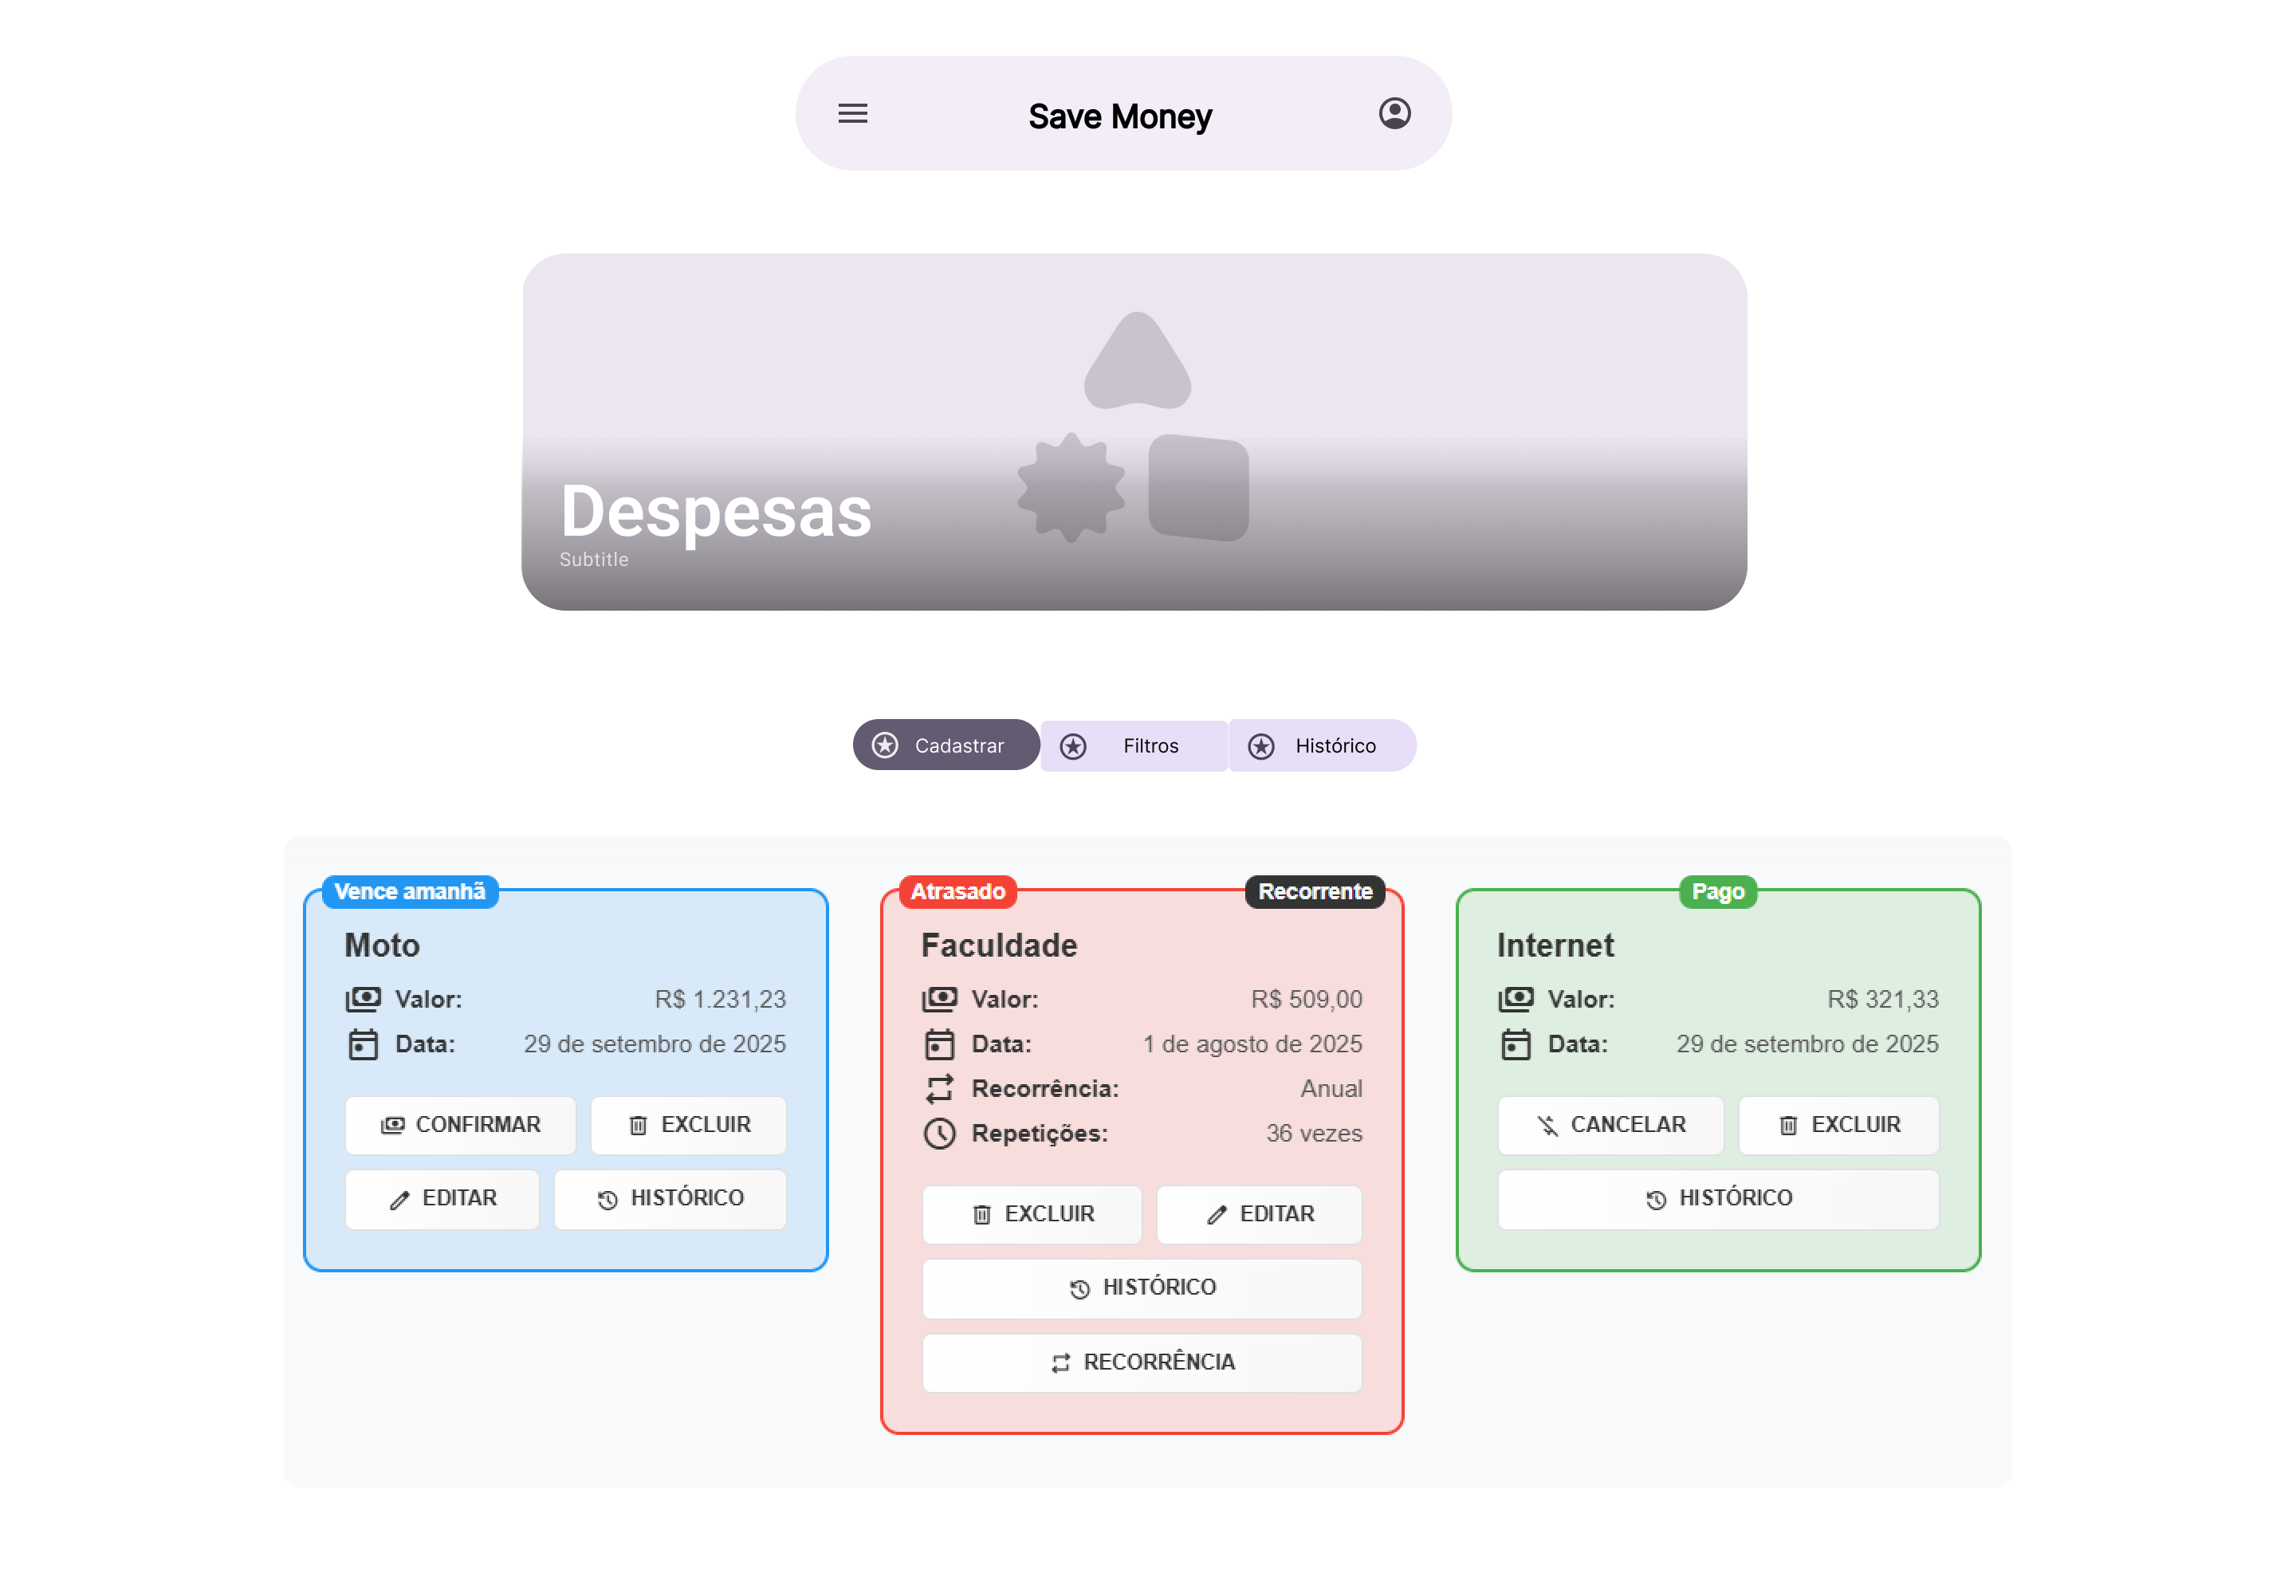 Save Money
Despesas
Subtitle
Cadastrar
Filtros
Histórico
Vence amanhã
Moto
Valor: R$ 1.231,23
Data: 29 de setembro de 2025
CONFIRMAR
EXCLUIR
EDITAR
HISTÓRICO
Atrasado
Recorrente
Faculdade
Valor: R$ 509,00
Data: 1 de agosto de 2025
Recorrência: Anual
Repetições: 36 vezes
EXCLUIR
EDITAR
HISTÓRICO
RECORRÊNCIA
Pago
Internet
Valor: R$ 321,33
Data: 29 de setembro de 2025
CANCELAR
EXCLUIR
HISTÓRICO